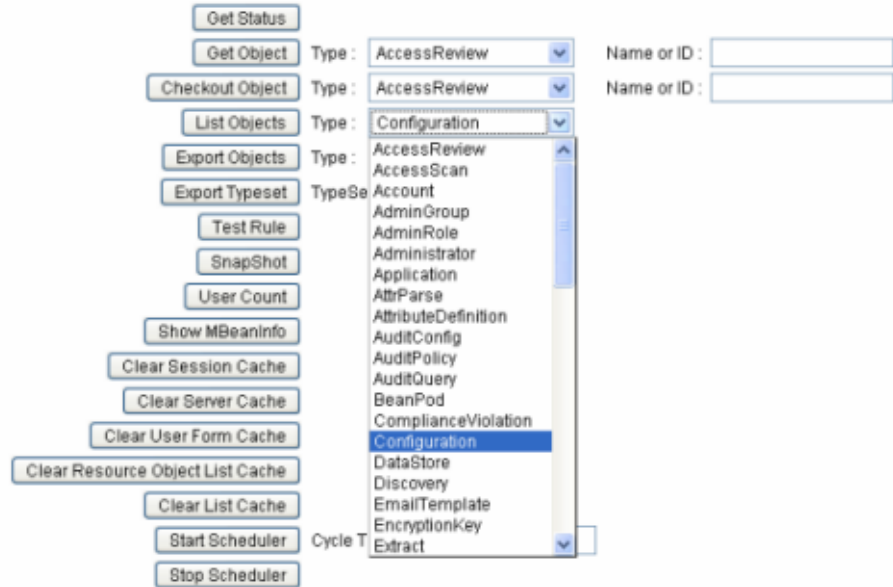 Get Status
Get Object Type : AccessReview Name or ID :
Checkout Object Type : AccessReview Name or ID :
List Objects Type : Configuration
Export Objects Type :
Export Typeset TypeSe
Test Rule
SnapShot
User Count
Show MBeanInfo
Clear Session Cache
Clear Server Cache
Clear User Form Cache
Clear Resource Object List Cache
Clear List Cache
Start Scheduler Cycle T
Stop Scheduler
AccessReview
AccessScan
Account
AdminGroup
AdminRole
Administrator
Application
AttrParse
AttributeDefinition
AuditConfig
AuditPolicy
AuditQuery
BeanPod
ComplianceViolation
Configuration
DataStore
Discovery
EmailTemplate
EncryptionKey
Extract